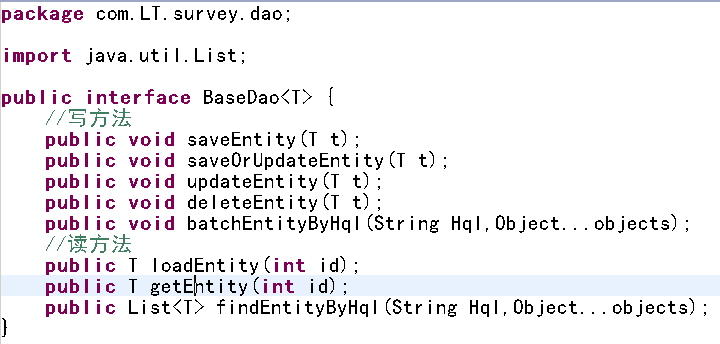 package com.LT.survey.dao;
import java.util.List;
public interface BaseDao<T> {
//写方法
public void saveEntity(T t);
public void saveOrUpdateEntity(T t);
public void updateEntity(T t);
public void deleteEntity(T t);
public void batchEntityByHql(String Hql,Object...objects);
//读方法
public T loadEntity(int id);
public T getEntity(int id);
public List<T> findEntityByHql(String Hql,Object...objects);
}